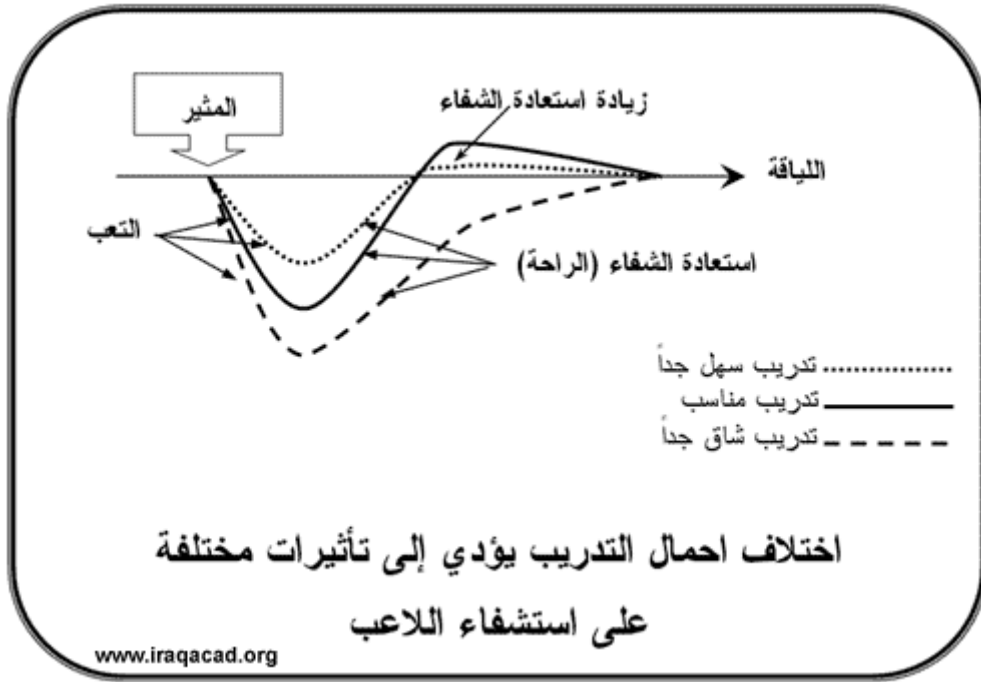 المثير
زيادة استعادة الشفاء
اللياقة
التعب
استعادة الشفاء (الراحة)
تدريب سهل جداً
تدريب مناسب
تدريب شاق جداً
اختلاف احمال التدريب يؤدي إلى تأثيرات مختلفة
على استشفاء اللاعب
www.iraqacad.org